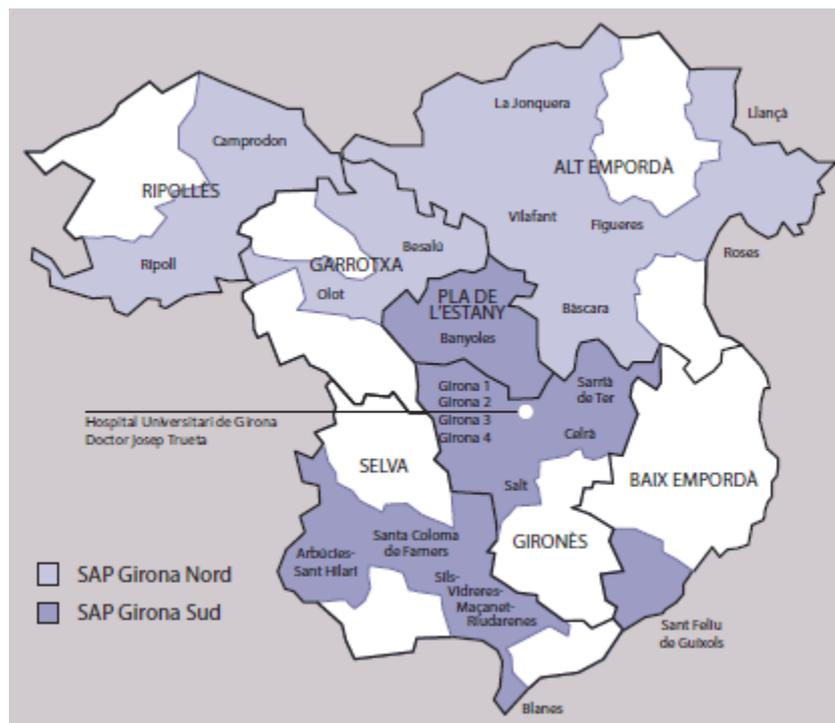 La Jonquera
Llançà
Camprodon
ALT EMPORDÀ
RIPOLLÈS
Vilafant
Figueres
Besalú
Roses
Ripoll
GARROTXA
Olot
PLA DE
L'ESTANY
Bàscara
Banyoles
Girona 1
Girona 2
Girona 3
Girona 4
Sarrià
de Ter
Hospital Universitari de Girona
Doctor Josep Trueta
Celrà
SELVA
Salt
BAIX EMPORDÀ
Santa Coloma
de Farners
GIRONÈS
Arbúcies-
Sant Hilari
Sils-
Vidreres-
Maçanet-
Riudarenes
SAP Girona Nord
SAP Girona Sud
Sant Feliu
de Guíxols
Blanes